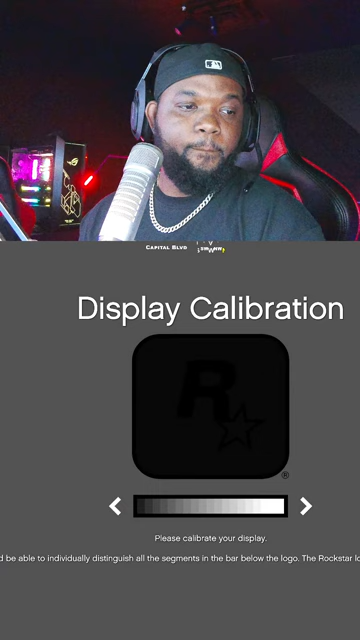 CAPITAL BLVD
Display Calibration
R
®
Please calibrate your display.
d be able to individually distinguish all the segments in the bar below the logo. The Rockstar lo